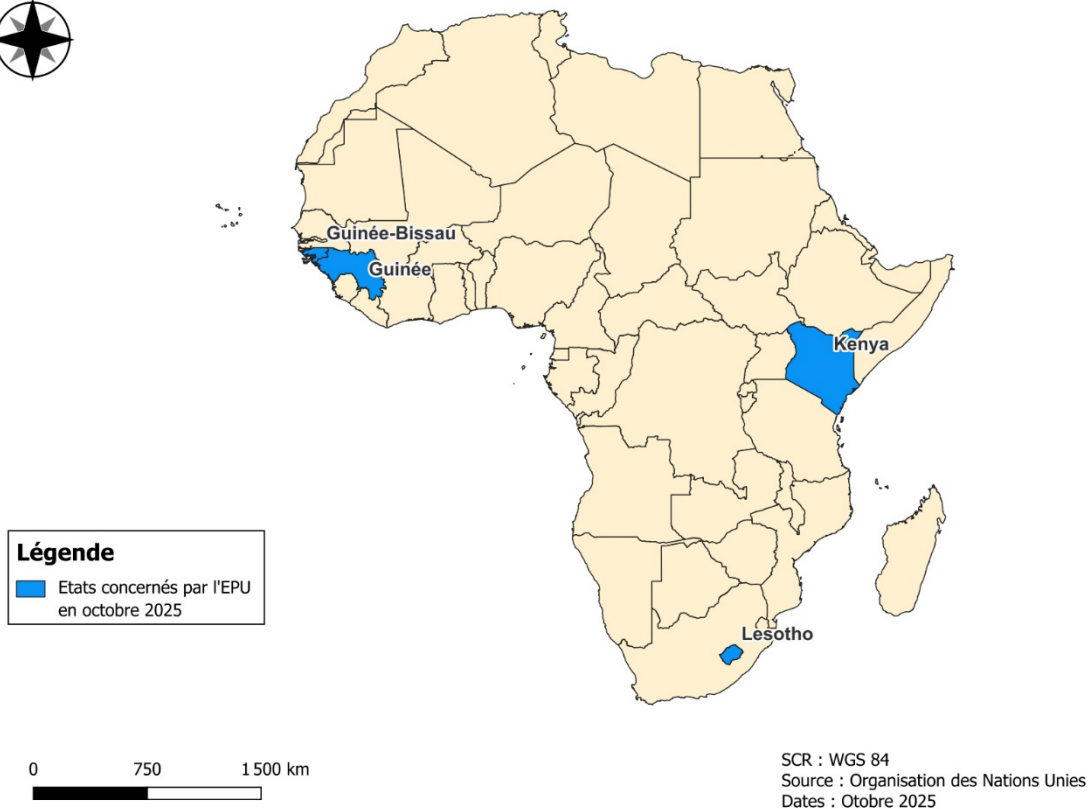 Guinée-Bissaú
Guinée
Kenya
Lesotho
Légende
Etats concernés par l'EPU
en octobre 2025
0 750 1 500 km
SCR : WGS 84
Source : Organisation des Nations Unies
Dates : Otobre 2025